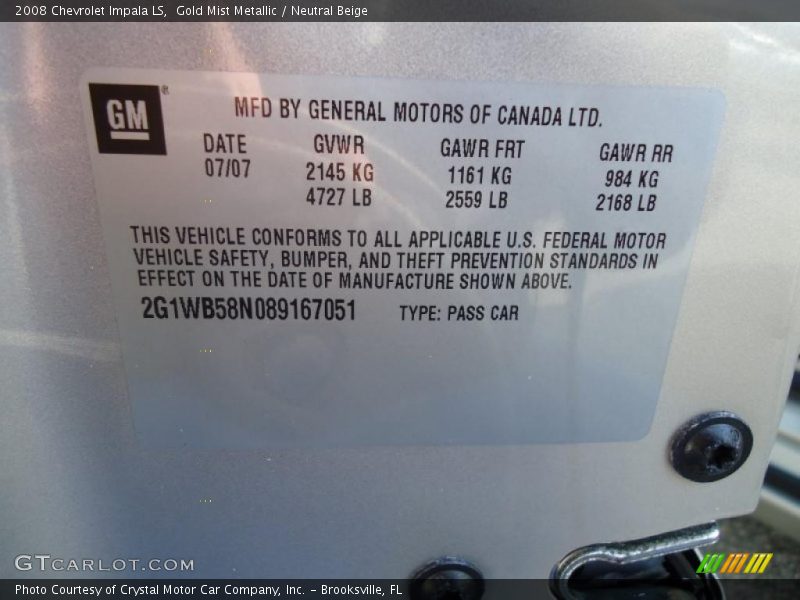 2008 Chevrolet Impala LS,  Gold Mist Metallic / Neutral Beige
GM®
MFD BY GENERAL MOTORS OF CANADA LTD.
DATE GVWR GAWR FRT GAWR RR
07/07 2145 KG 1161 KG 984 KG
4727 LB 2559 LB 2168 LB
THIS VEHICLE CONFORMS TO ALL APPLICABLE U.S. FEDERAL MOTOR
VEHICLE SAFETY, BUMPER, AND THEFT PREVENTION STANDARDS IN
EFFECT ON THE DATE OF MANUFACTURE SHOWN ABOVE.
2G1WB58N089167051 TYPE: PASS CAR
GTCARLOT.COM
Photo Courtesy of Crystal Motor Car Company, Inc. – Brooksville, FL